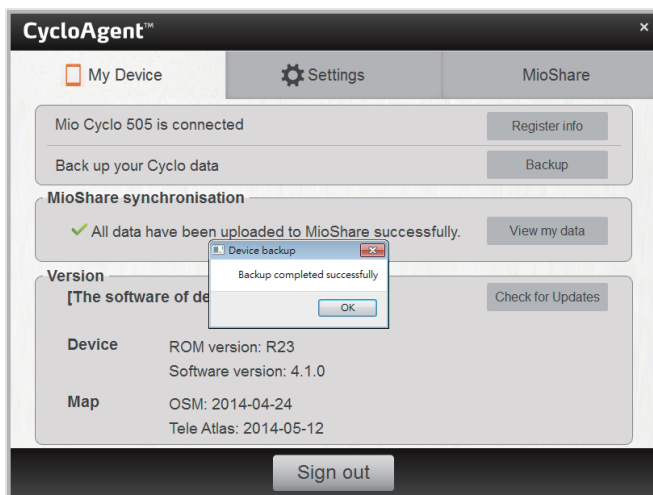 CycloAgent™ ×
My Device Settings MioShare
Mio Cyclo 505 is connected Register info
Back up your Cyclo data Backup
MioShare synchronisation
All data have been uploaded to MioShare successfully. View my data
Device backup
Backup completed successfully
OK
Version
[The software of de Check for Updates
Device ROM version: R23
Software version: 4.1.0
Map OSM: 2014-04-24
Tele Atlas: 2014-05-12
Sign out